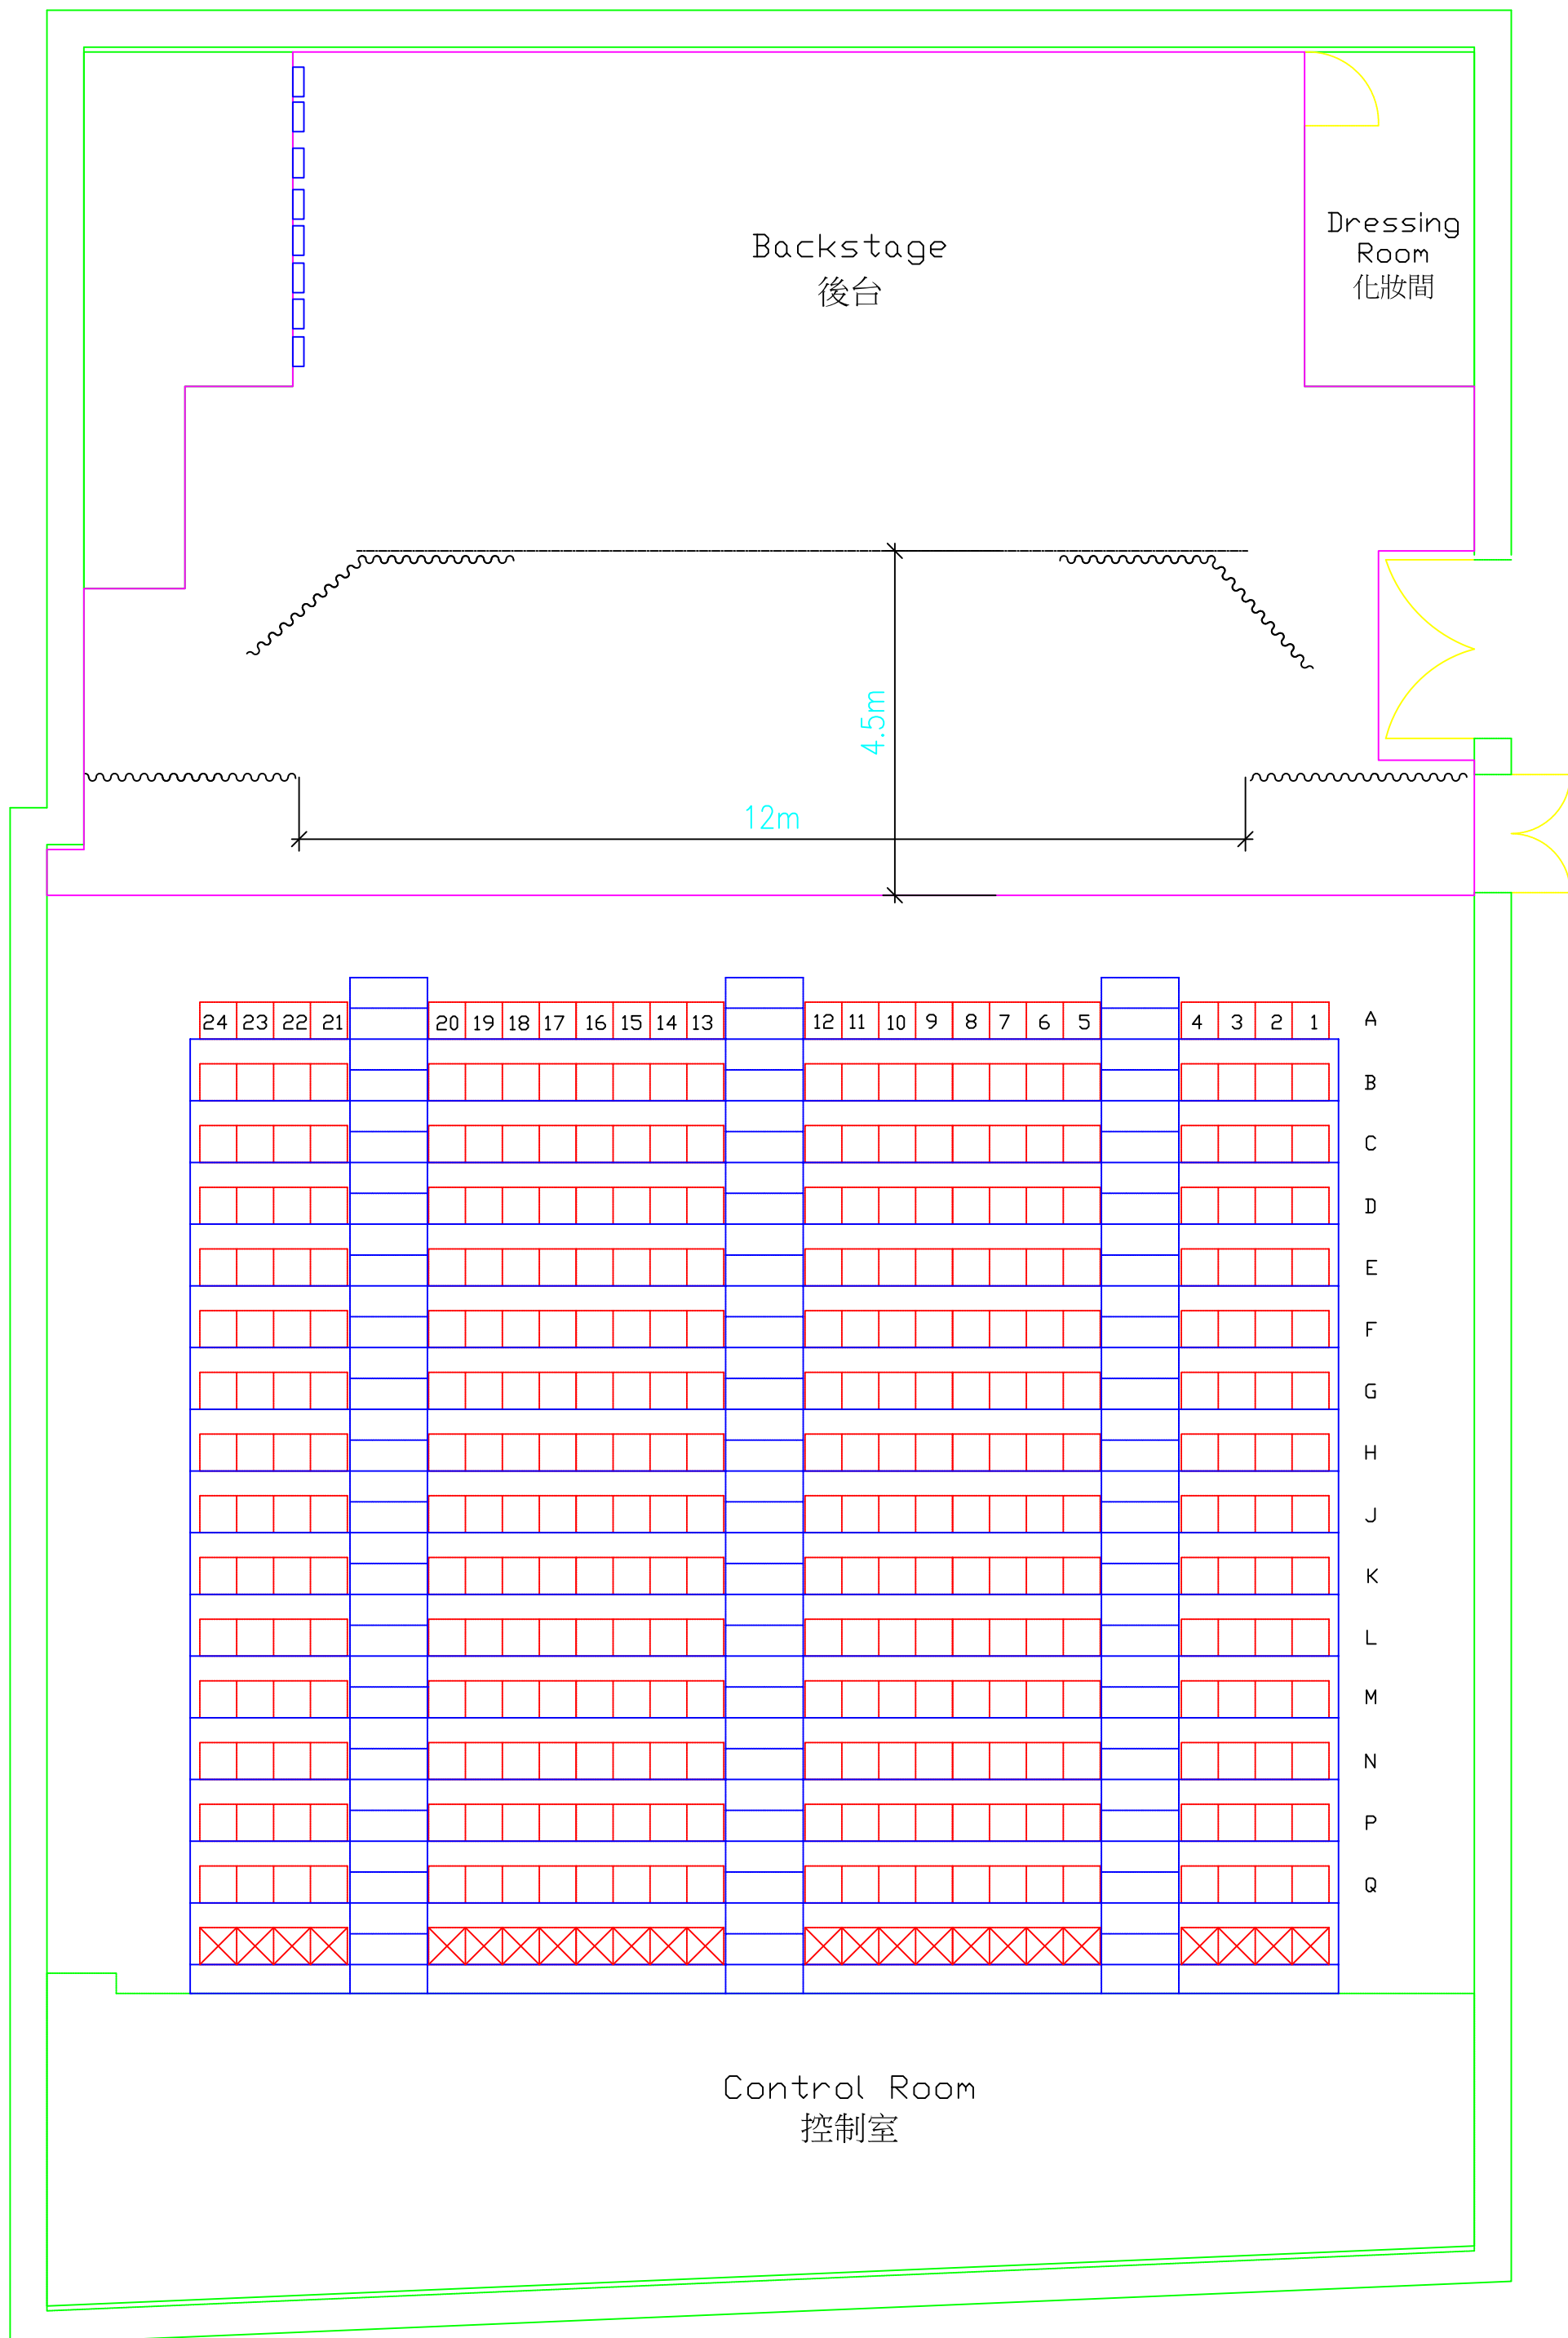 Backstage
後台
Dressing
Room
化妝間
4.5m
12m
24 23 22 21 20 19 18 17 16 15 14 13 12 11 10 9 8 7 6 5 4 3 2 1 A
B
C
D
E
F
G
H
J
K
L
M
N
P
Q
Control Room
控制室